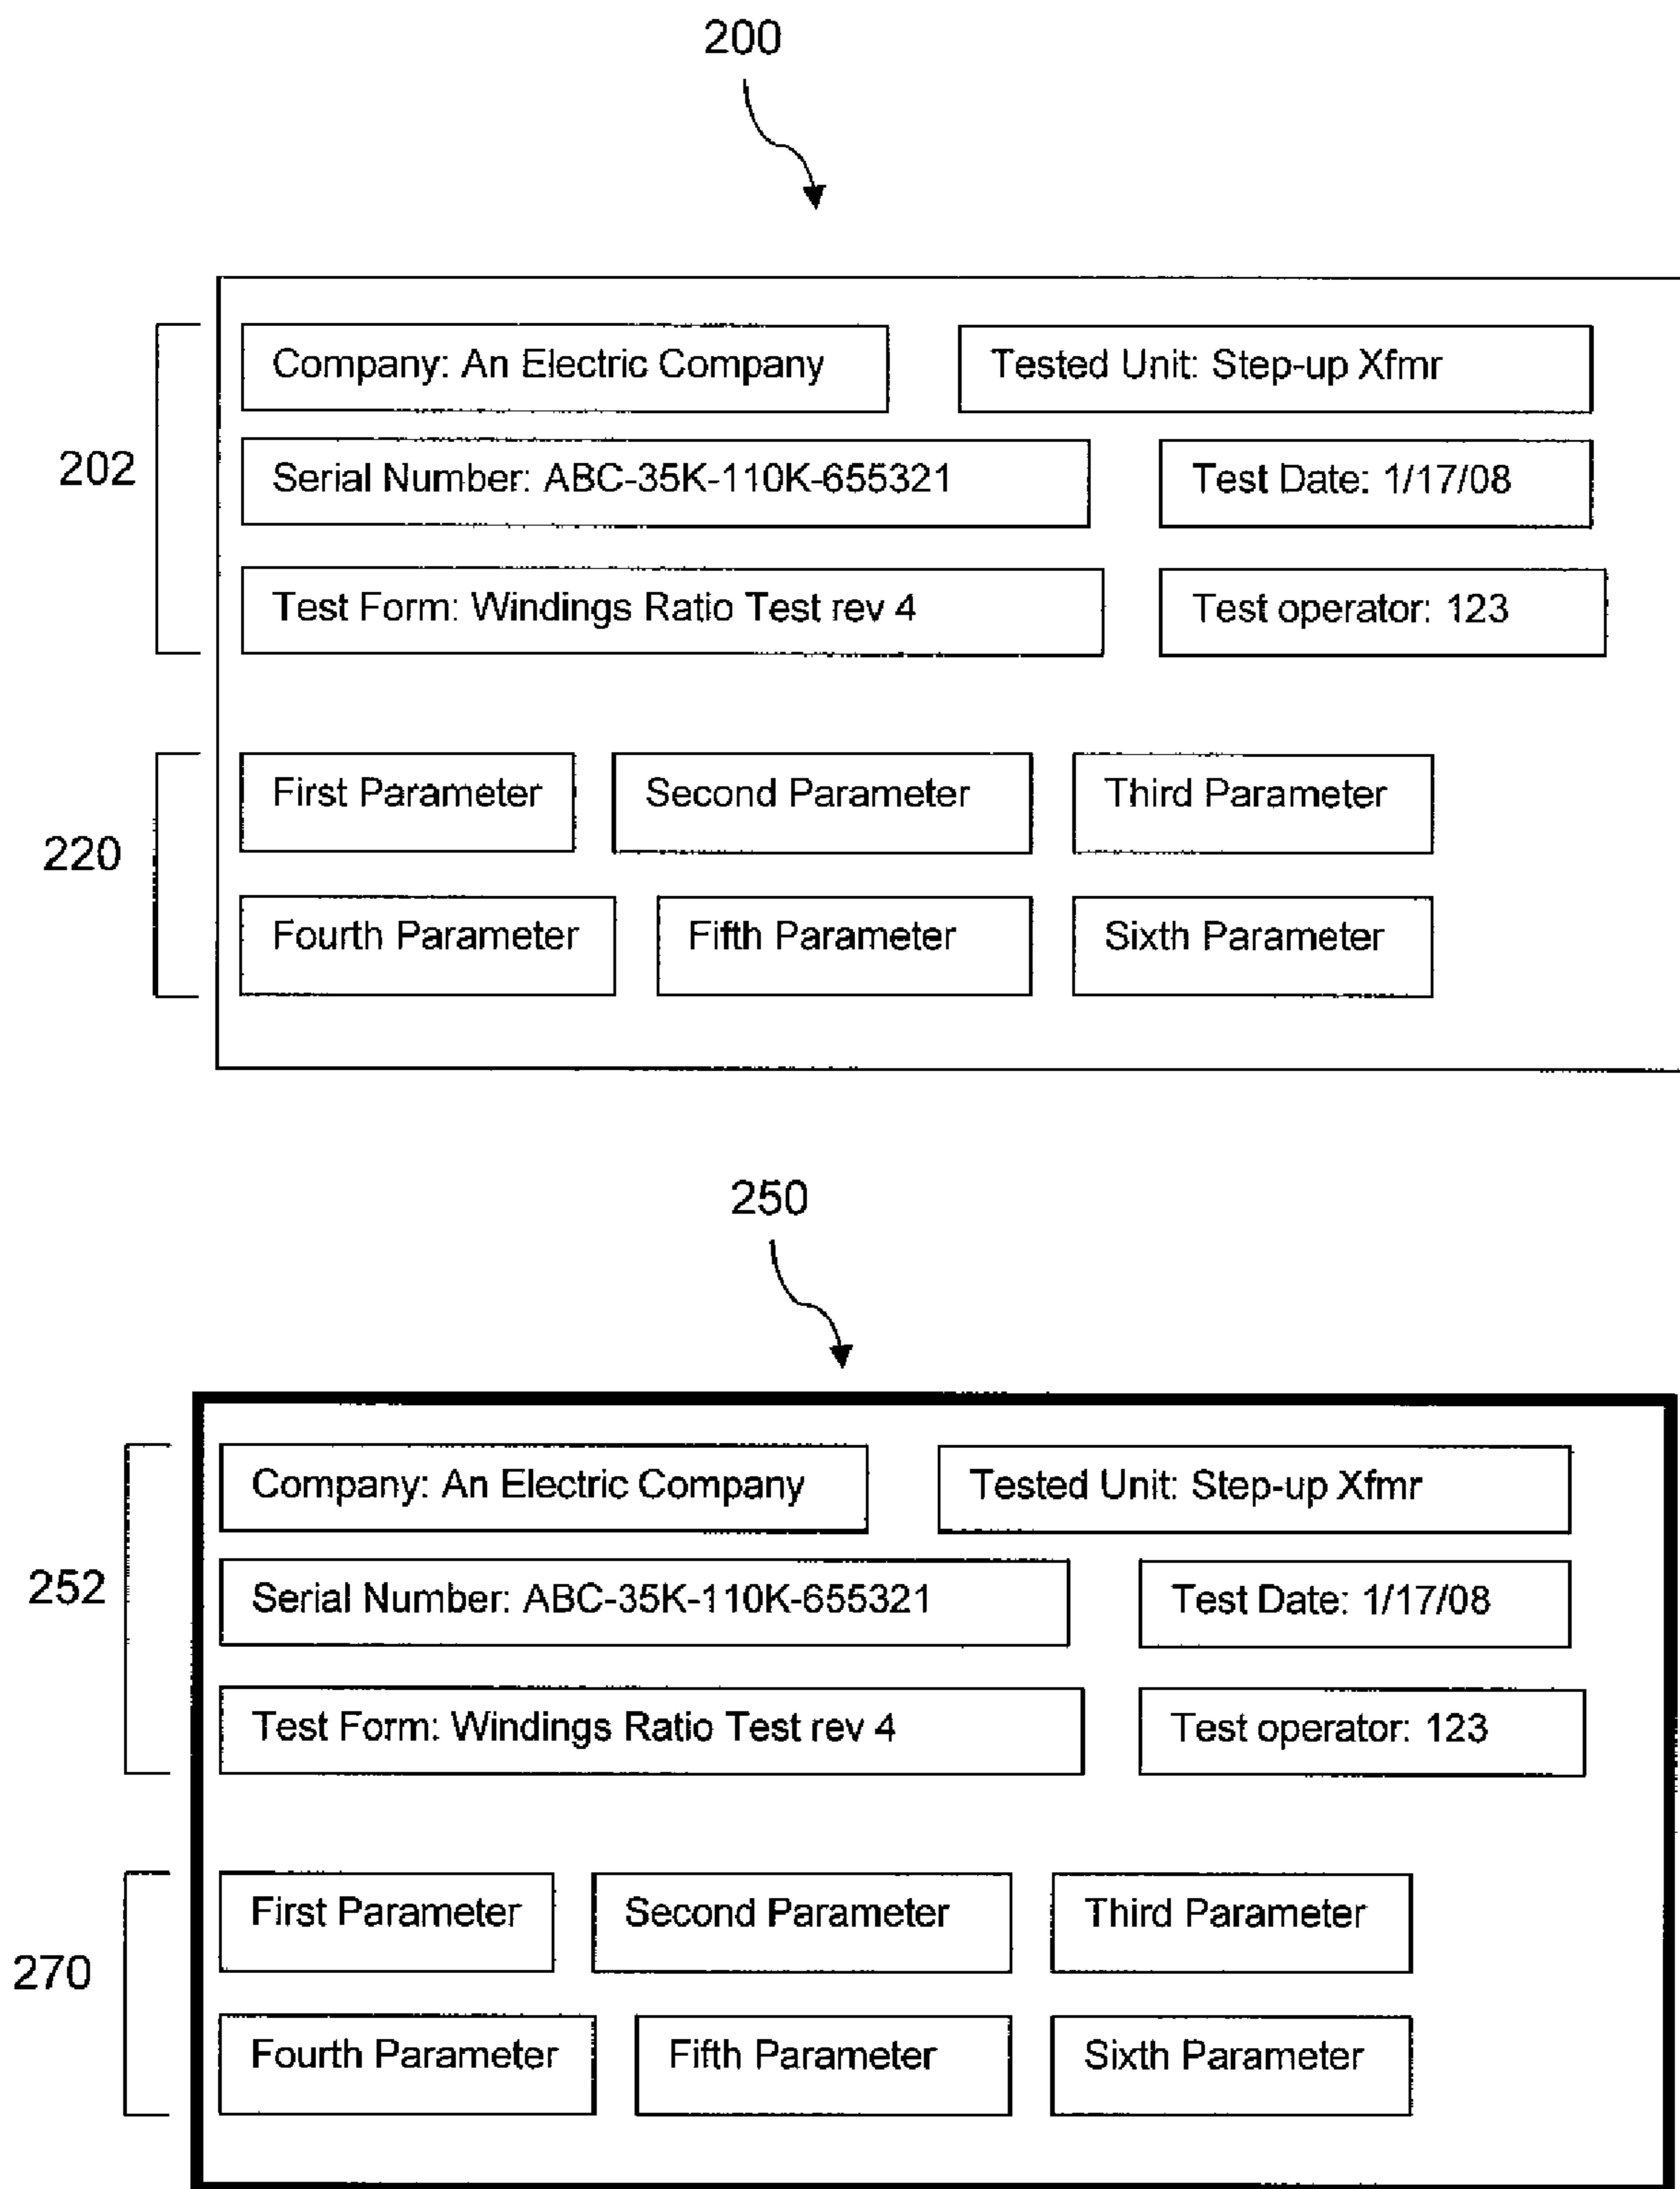 200
Company: An Electric Company
Tested Unit: Step-up Xfmr
202
Serial Number: ABC-35K-110K-655321
Test Date: 1/17/08
Test Form: Windings Ratio Test rev 4
Test operator: 123
First Parameter
Second Parameter
Third Parameter
220
Fourth Parameter
Fifth Parameter
Sixth Parameter
250
Company: An Electric Company
Tested Unit: Step-up Xfmr
252
Serial Number: ABC-35K-110K-655321
Test Date: 1/17/08
Test Form: Windings Ratio Test rev 4
Test operator: 123
First Parameter
Second Parameter
Third Parameter
270
Fourth Parameter
Fifth Parameter
Sixth Parameter